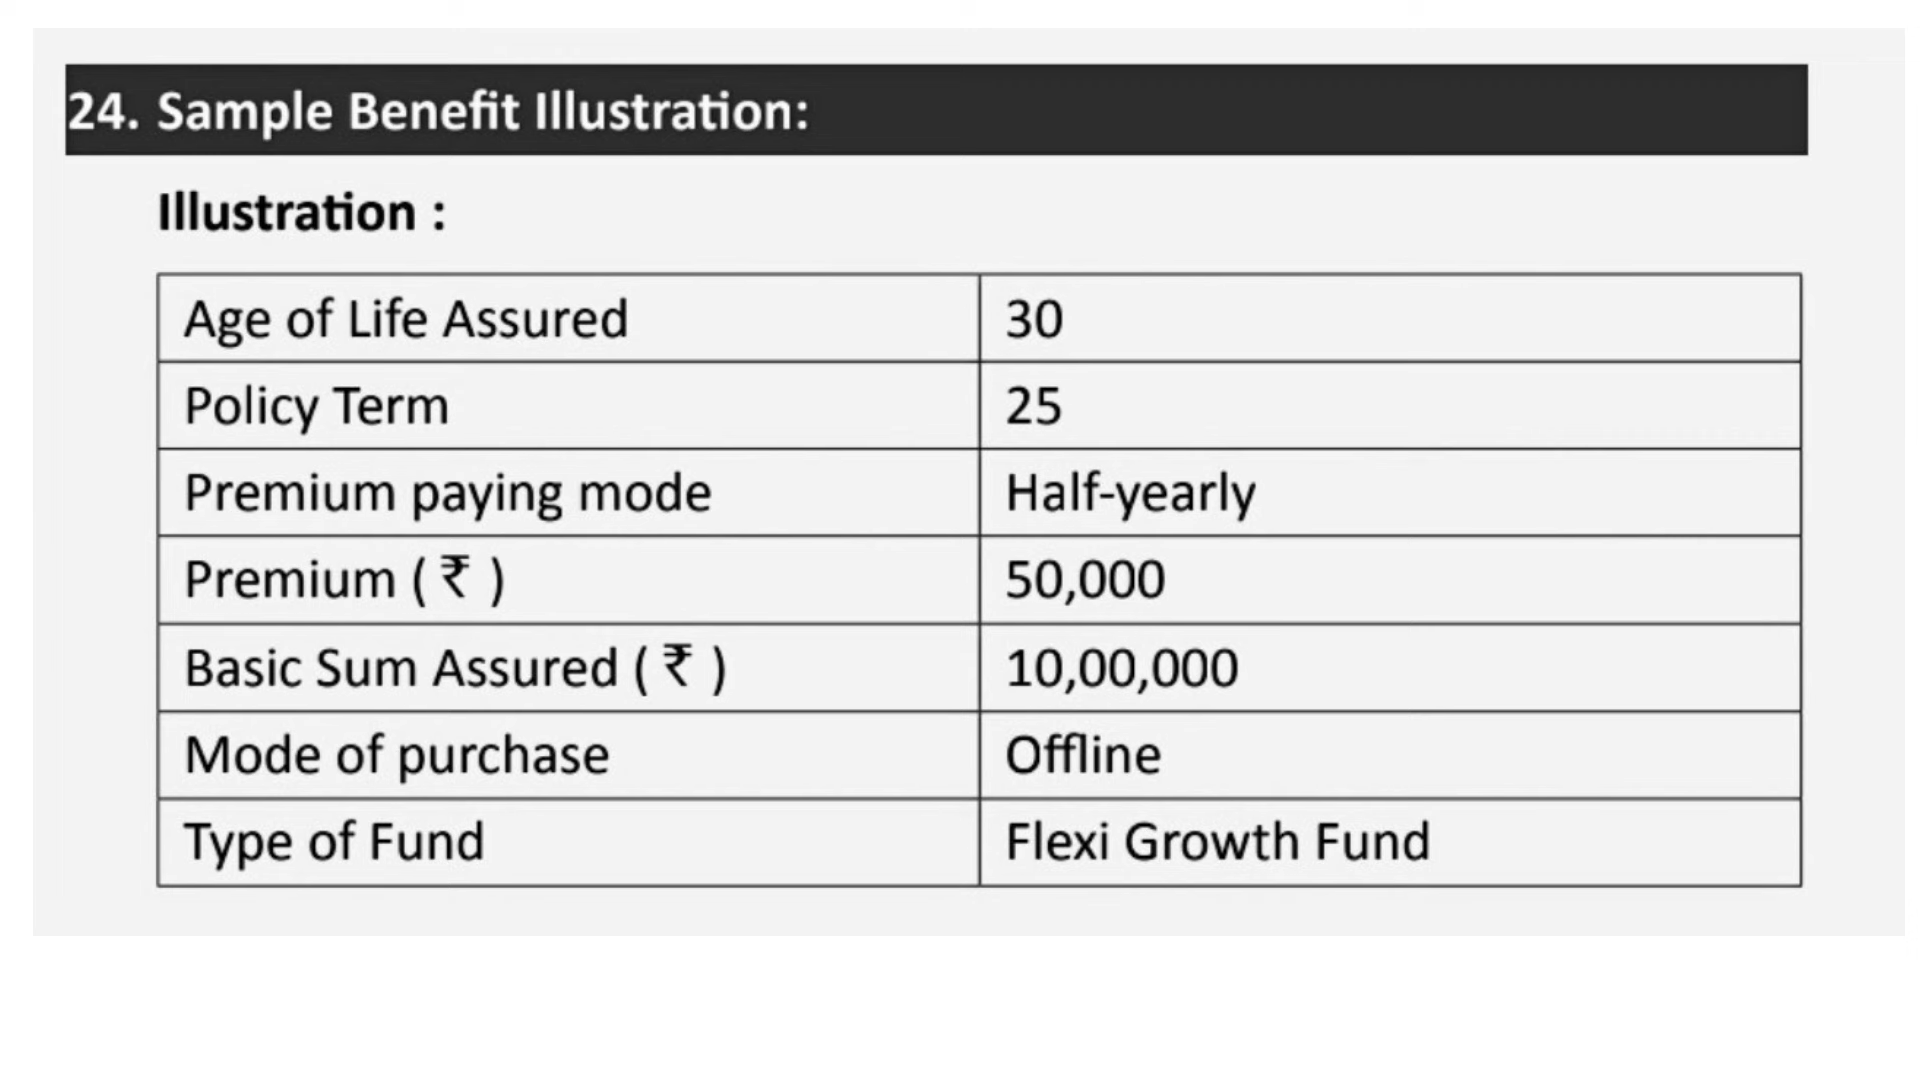 24. Sample Benefit Illustration:
Illustration :
Age of Life Assured 30
Policy Term 25
Premium paying mode Half-yearly
Premium ( ₹ ) 50,000
Basic Sum Assured ( ₹ ) 10,00,000
Mode of purchase Offline
Type of Fund Flexi Growth Fund